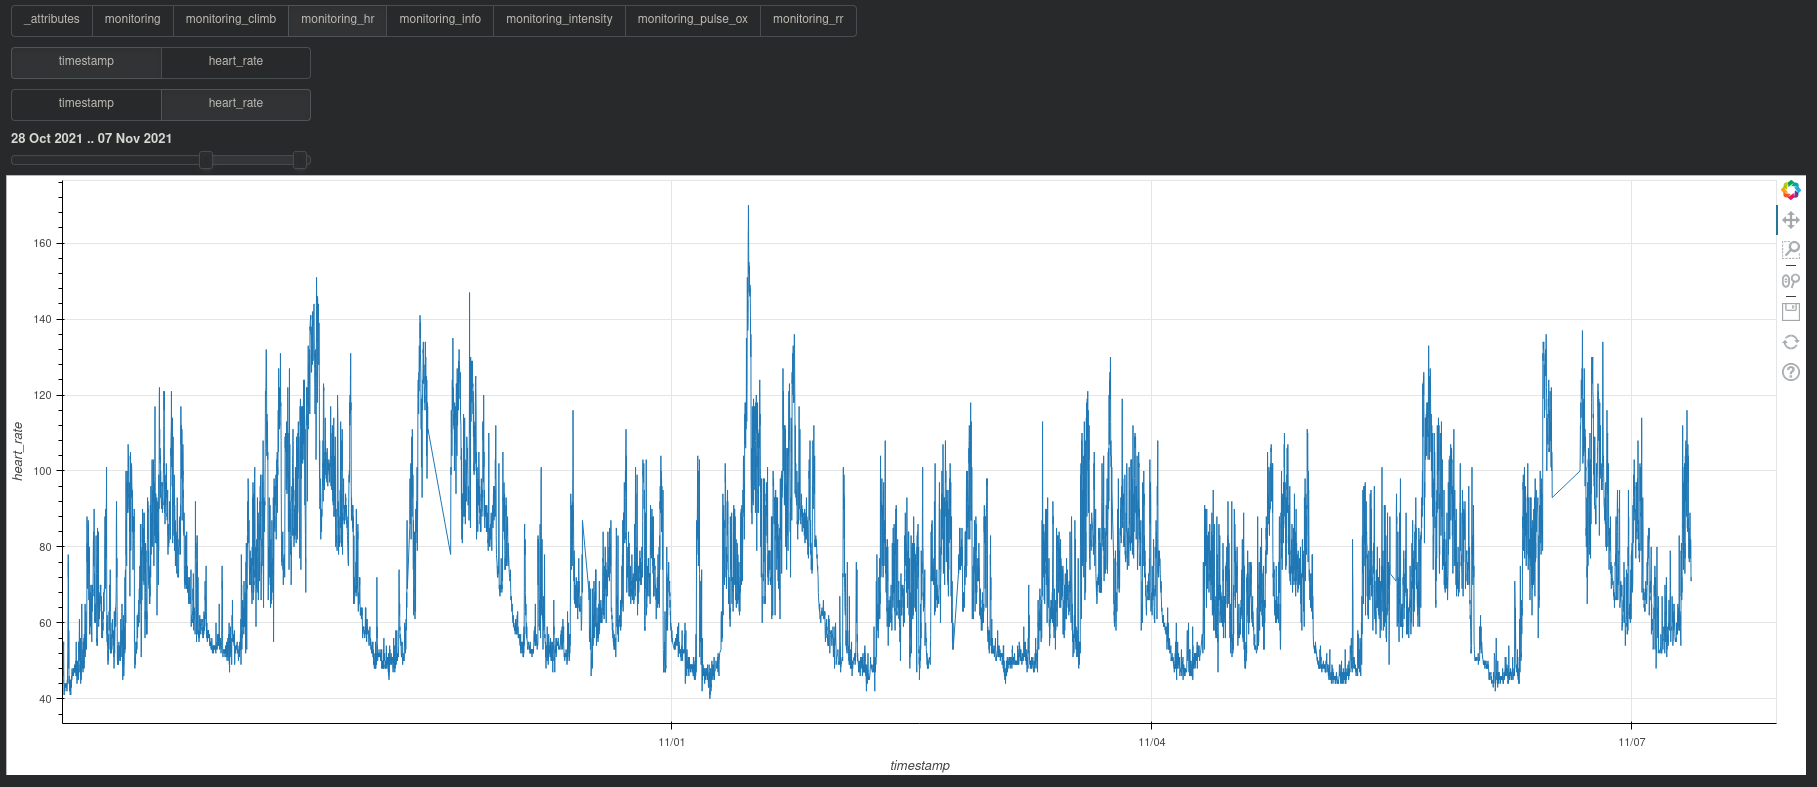 _attributes monitoring monitoring_climb monitoring_hr monitoring_info monitoring_intensity monitoring_pulse_ox monitoring_rr
timestamp heart_rate
timestamp heart_rate
28 Oct 2021 .. 07 Nov 2021
160
140
120
100
80
60
40
heart_rate
11/01 11/04 11/07
timestamp